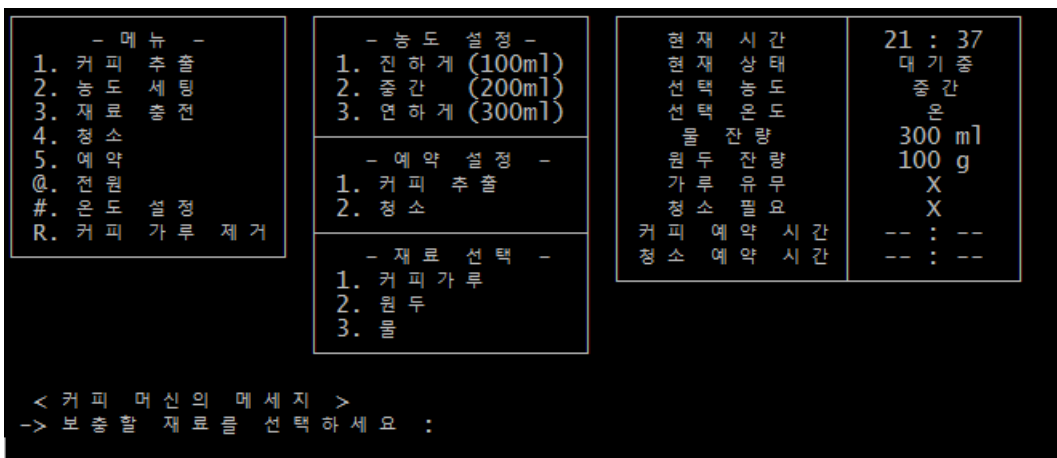 - 메뉴 -
1. 커피 추출
2. 농도 세팅
3. 재료 충전
4. 청소
5. 예약
@. 전원
#. 온도 설정
R. 커피 가루 제거
- 농도 설정 -
1. 진하게 (100ml)
2. 중간 (200ml)
3. 연하게 (300ml)
- 예약 설정 -
1. 커피 추출
2. 청소
- 재료 선택 -
1. 커피가루
2. 원두
3. 물
현재 시간 21 : 37
현재 상태 대기중
선택 농도 중간
선택 온도 온
물 잔량 300 ml
원두 잔량 100 g
가루 유무 X
청소 필요 X
커피 예약 시간 -- : --
청소 예약 시간 -- : --
< 커피 머신의 메세지 >
-> 보충할 재료를 선택하세요 :